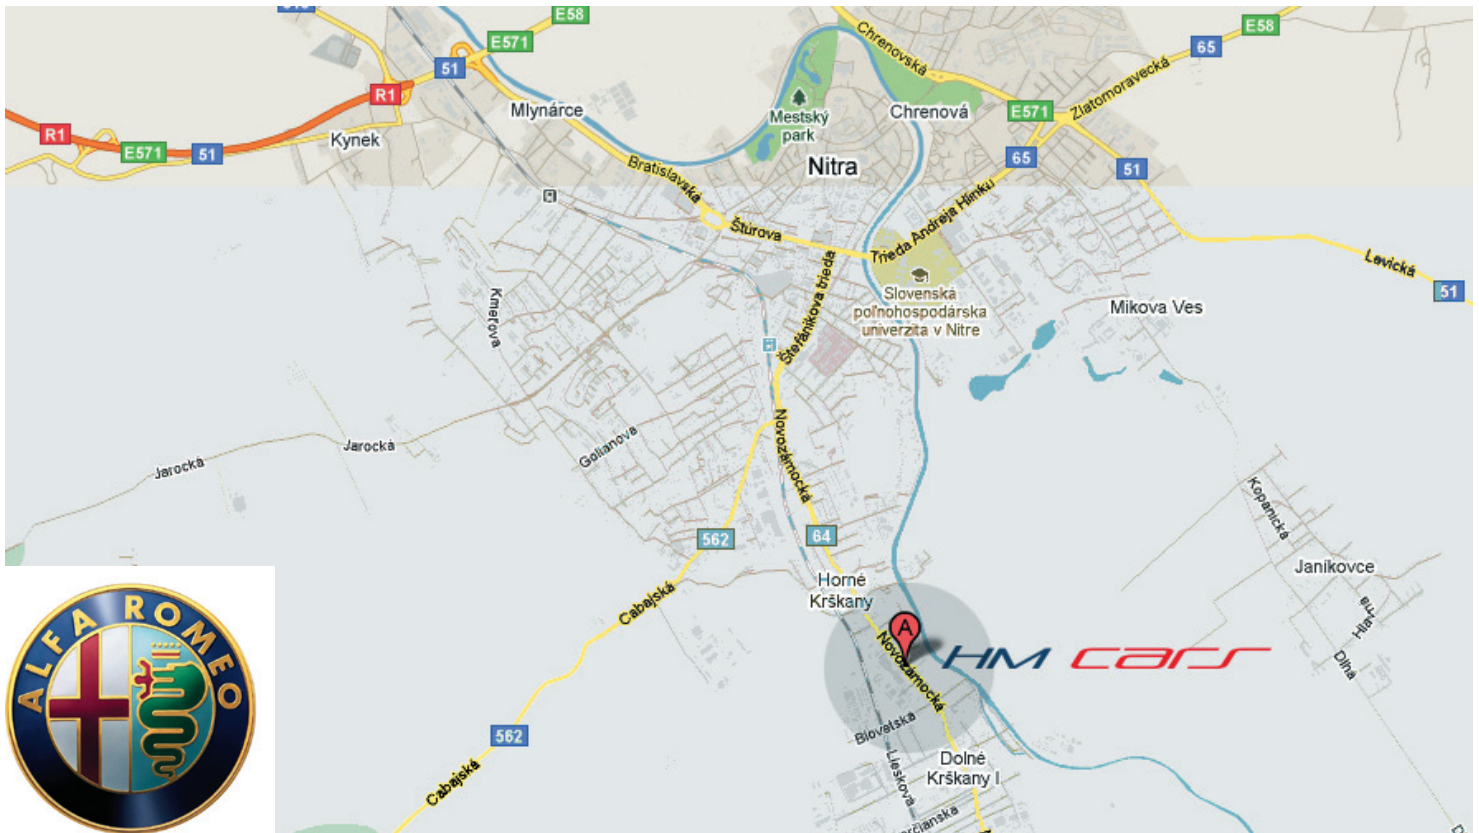 E58
E571
51
65
E58
R1
Chrenovská
Zlatomoravecká
Mlynárce
Mestský
park
Chrenová
E571
R1
E571
51
Kynek
Nitra
65
51
Bratislavská
Štúrova
Trieda Andreja Hlinku
Levická
51
Štefánikova trieda
Slovenská
poľnohospodárska
univerzita v Nitre
Mikova Ves
Kmeťova
Jarocká
Jarocká
Golianova
Novozámocká
Kopanická
562
64
Janíkovce
Horné
Krškany
Cabajská
Hlavná
Dlhá
A
Novozámocká
HM cars
ALFA ROMEO
562
Biovetská
Liesková
Dolné
Krškany I
Cabajská